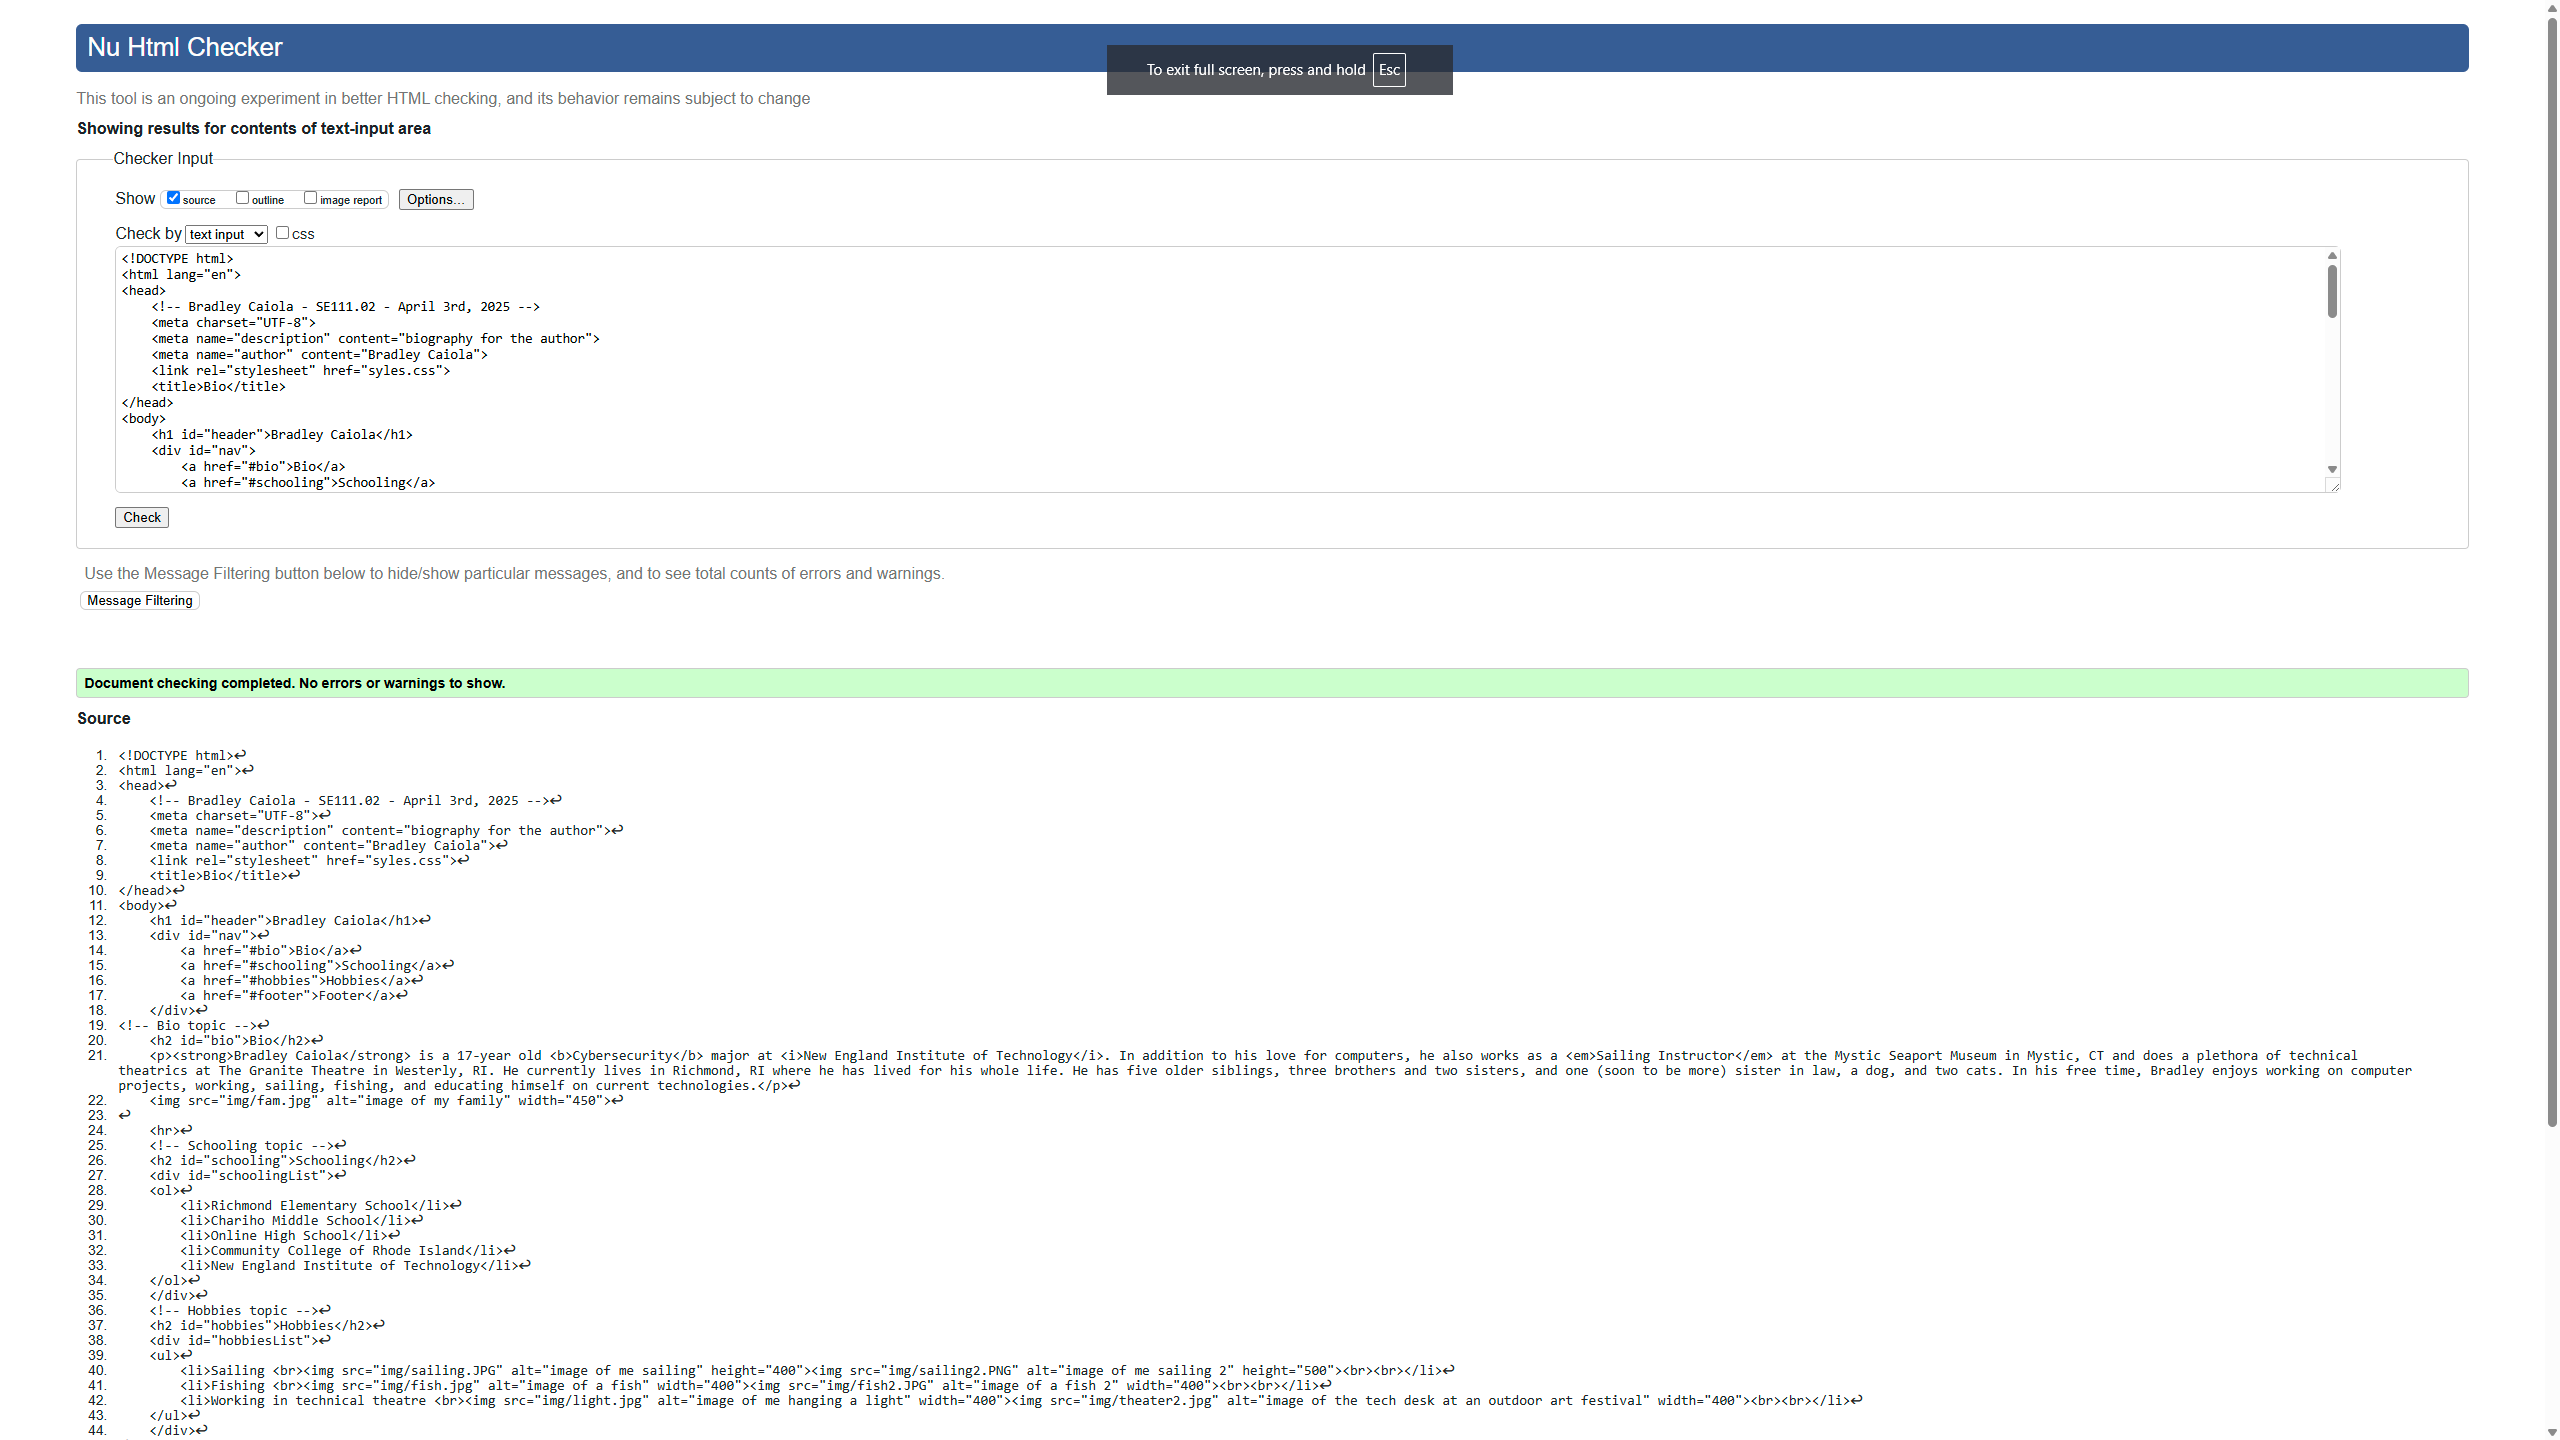 Nu Html Checker
To exit full screen, press and hold Esc
This tool is an ongoing experiment in better HTML checking, and its behavior remains subject to change
Showing results for contents of text-input area
Checker Input
Show source outline image report Options...
Check by text input css
<!DOCTYPE html>
<html lang="en">
<head>
    <!-- Bradley Caiola - SE111.02 - April 3rd, 2025 -->
    <meta charset="UTF-8">
    <meta name="description" content="biography for the author">
    <meta name="author" content="Bradley Caiola">
    <link rel="stylesheet" href="syles.css">
    <title>Bio</title>
</head>
<body>
    <h1 id="header">Bradley Caiola</h1>
    <div id="nav">
        <a href="#bio">Bio</a>
        <a href="#schooling">Schooling</a>
Check
Use the Message Filtering button below to hide/show particular messages, and to see total counts of errors and warnings.
Message Filtering
Document checking completed. No errors or warnings to show.
Source
1. <!DOCTYPE html>↩
2. <html lang="en">↩
3. <head>↩
4.     <!-- Bradley Caiola - SE111.02 - April 3rd, 2025 -->↩
5.     <meta charset="UTF-8">↩
6.     <meta name="description" content="biography for the author">↩
7.     <meta name="author" content="Bradley Caiola">↩
8.     <link rel="stylesheet" href="syles.css">↩
9.     <title>Bio</title>↩
10. </head>↩
11. <body>↩
12.     <h1 id="header">Bradley Caiola</h1>↩
13.     <div id="nav">↩
14.         <a href="#bio">Bio</a>↩
15.         <a href="#schooling">Schooling</a>↩
16.         <a href="#hobbies">Hobbies</a>↩
17.         <a href="#footer">Footer</a>↩
18.     </div>↩
19. <!-- Bio topic -->↩
20.     <h2 id="bio">Bio</h2>↩
21.     <p><strong>Bradley Caiola</strong> is a 17-year old <b>Cybersecurity</b> major at <i>New England Institute of Technology</i>. In addition to his love for computers, he also works as a <em>Sailing Instructor</em> at the Mystic Seaport Museum in Mystic, CT and does a plethora of technical
theatrics at The Granite Theatre in Westerly, RI. He currently lives in Richmond, RI where he has lived for his whole life. He has five older siblings, three brothers and two sisters, and one (soon to be more) sister in law, a dog, and two cats. In his free time, Bradley enjoys working on computer
projects, working, sailing, fishing, and educating himself on current technologies.</p>↩
22.     <img src="img/fam.jpg" alt="image of my family" width="450">↩
23. ↩
24.     <hr>↩
25.     <!-- Schooling topic -->↩
26.     <h2 id="schooling">Schooling</h2>↩
27.     <div id="schoolingList">↩
28.     <ol>↩
29.         <li>Richmond Elementary School</li>↩
30.         <li>Chariho Middle School</li>↩
31.         <li>Online High School</li>↩
32.         <li>Community College of Rhode Island</li>↩
33.         <li>New England Institute of Technology</li>↩
34.     </ol>↩
35.     </div>↩
36.     <!-- Hobbies topic -->↩
37.     <h2 id="hobbies">Hobbies</h2>↩
38.     <div id="hobbiesList">↩
39.     <ul>↩
40.         <li>Sailing <br><img src="img/sailing.JPG" alt="image of me sailing" height="400"><img src="img/sailing2.PNG" alt="image of me sailing 2" height="500"><br><br></li>↩
41.         <li>Fishing <br><img src="img/fish.jpg" alt="image of a fish" width="400"><img src="img/fish2.JPG" alt="image of a fish 2" width="400"><br><br></li>↩
42.         <li>Working in technical theatre <br><img src="img/light.jpg" alt="image of me hanging a light" width="400"><img src="img/theater2.jpg" alt="image of the tech desk at an outdoor art festival" width="400"><br><br></li>↩
43.     </ul>↩
44.     </div>↩